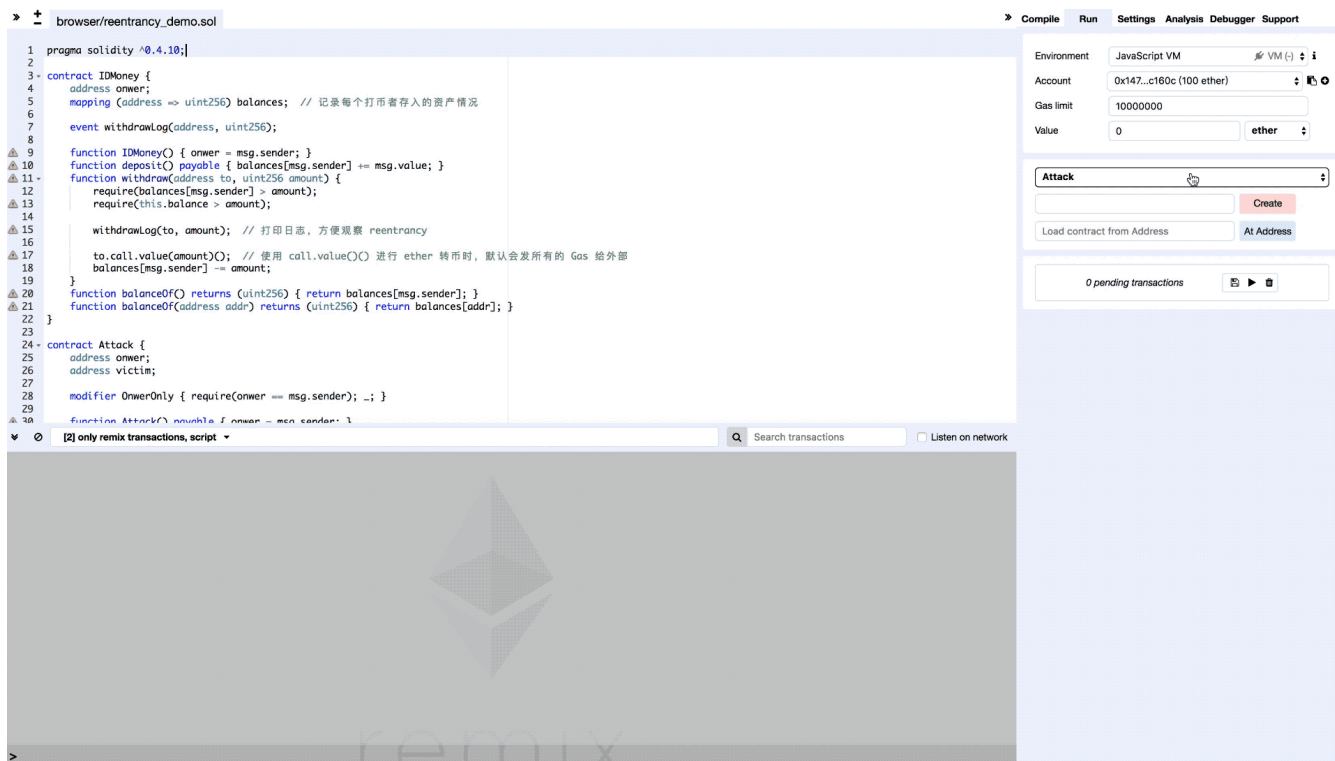 browser/reentrancy_demo.sol
1 pragma solidity ^0.4.10;
2
3 contract IDMoney {
4 address onwer;
5 mapping (address => uint256) balances; // 记录每个打币者存入的资产情况
6
7 event withdrawLog(address, uint256);
8
9 function IDMoney() { onwer = msg.sender; }
10 function deposit() payable { balances[msg.sender] += msg.value; }
11 function withdraw(address to, uint256 amount) {
12 require(balances[msg.sender] > amount);
13 require(this.balance > amount);
14
15 withdrawLog(to, amount); // 打印日志，方便观察 reentrancy
16
17 to.call.value(amount)(); // 使用 call.value()() 进行 ether 转币时，默认会发所有的 Gas 给外部
18 balances[msg.sender] -= amount;
19 }
20 function balanceOf() returns (uint256) { return balances[msg.sender]; }
21 function balanceOf(address addr) returns (uint256) { return balances[addr]; }
22 }
23
24 contract Attack {
25 address onwer;
26 address victim;
27
28 modifier OnwerOnly { require(onwer == msg.sender); _; }
29
30 function Attack() payable { onwer = msg.sender; }
[2] only remix transactions, script
Search transactions
Listen on network
remix
>
Compile Run Settings Analysis Debugger Support
Environment JavaScript VM VM (-) i
Account 0x147...c160c (100 ether)
Gas limit 10000000
Value 0 ether
Attack
Create
Load contract from Address At Address
0 pending transactions